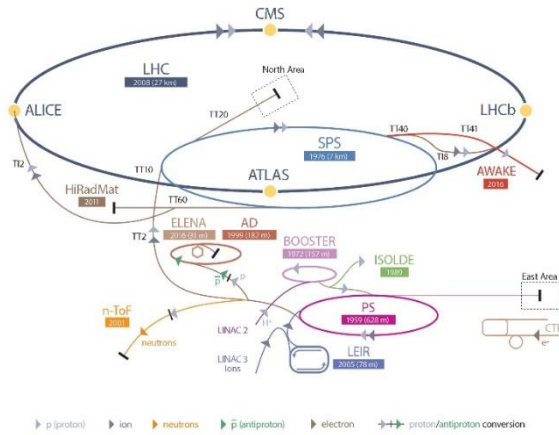 CMS
LHC
2008 (27 km)
North Area
ALICE
LHCb
TT20
TT40
TT41
SPS
1976 (7 km)
TI2
TI8
TT10
ATLAS
AWAKE
2016
HiRadMat
2011
TT60
ELENA
2016 (31 m)
AD
1999 (182 m)
TT2
BOOSTER
1972 (157 m)
ISOLDE
1989
p
p̄
East Area
n-ToF
2001
PS
1959 (628 m)
H⁺
LINAC 2
neutrons
CTF
e⁻
LINAC 3
Ions
LEIR
2005 (78 m)
p (proton)
ion
neutrons
p̄ (antiproton)
electron
proton/antiproton conversion